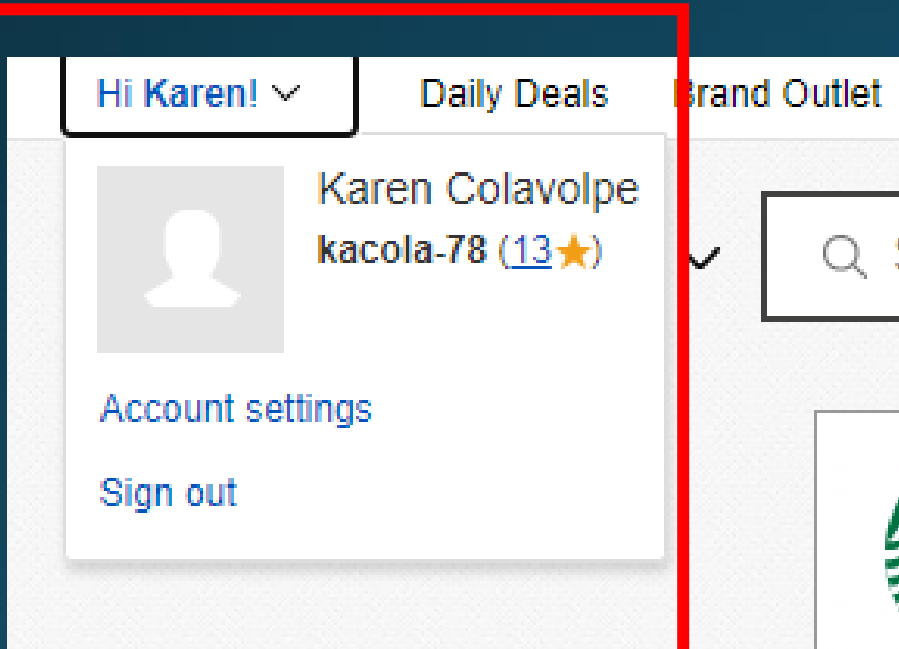 Hi Karen! Daily Deals Brand Outlet
Karen Colavolpe
kacola-78 (13★)
Account settings
Sign out